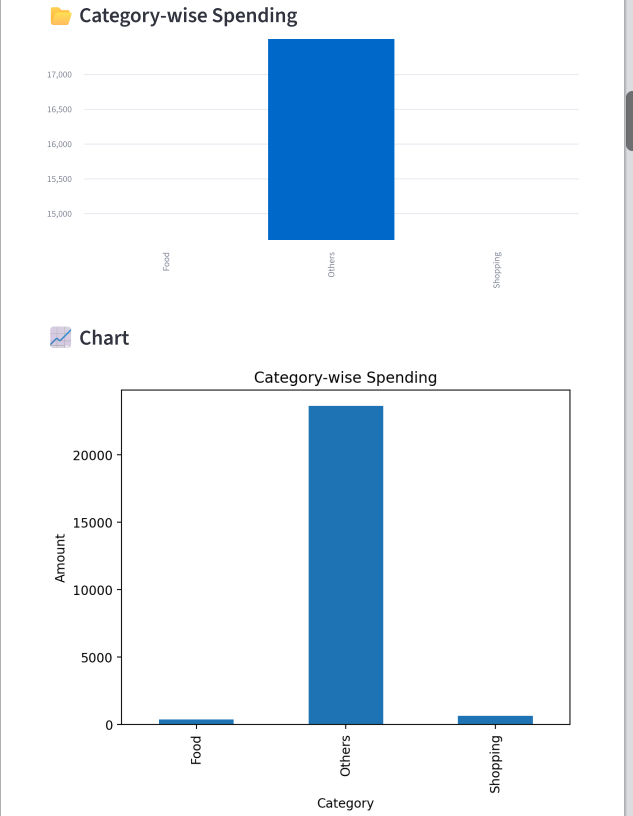 Category-wise Spending
17,000
16,500
16,000
15,500
15,000
Food
Others
Shopping
Chart
Category-wise Spending
20000
15000
10000
5000
0
Amount
Food
Others
Shopping
Category